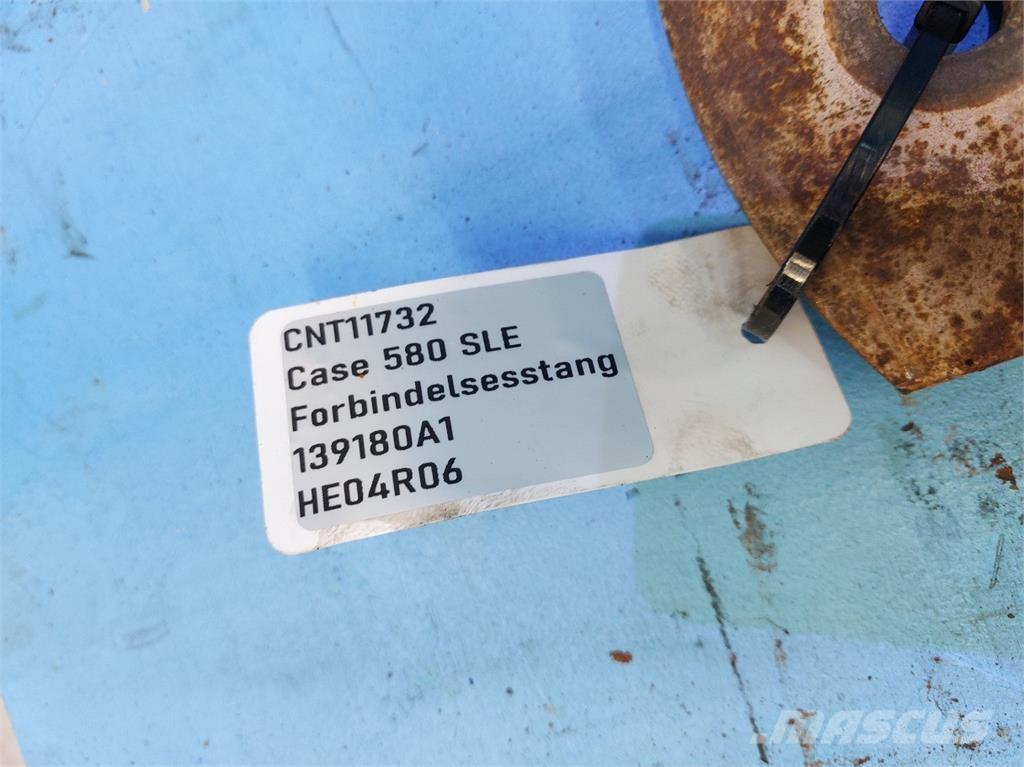 CNT11732
Case 580 SLE
Forbindelsesstang
139180A1
HE04R06
MASCUS